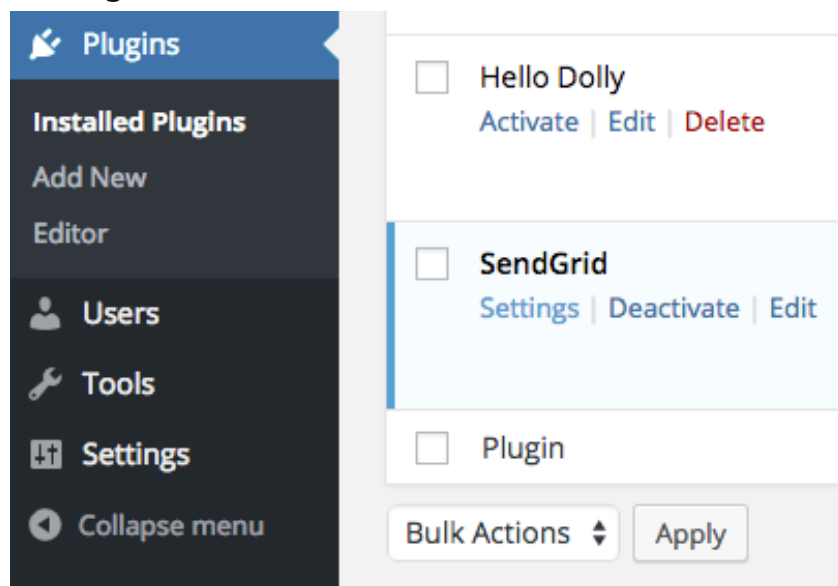 Plugins
Installed Plugins
Add New
Editor
Users
Tools
Settings
Collapse menu
Hello Dolly
Activate | Edit | Delete
SendGrid
Settings | Deactivate | Edit
Plugin
Bulk Actions
Apply